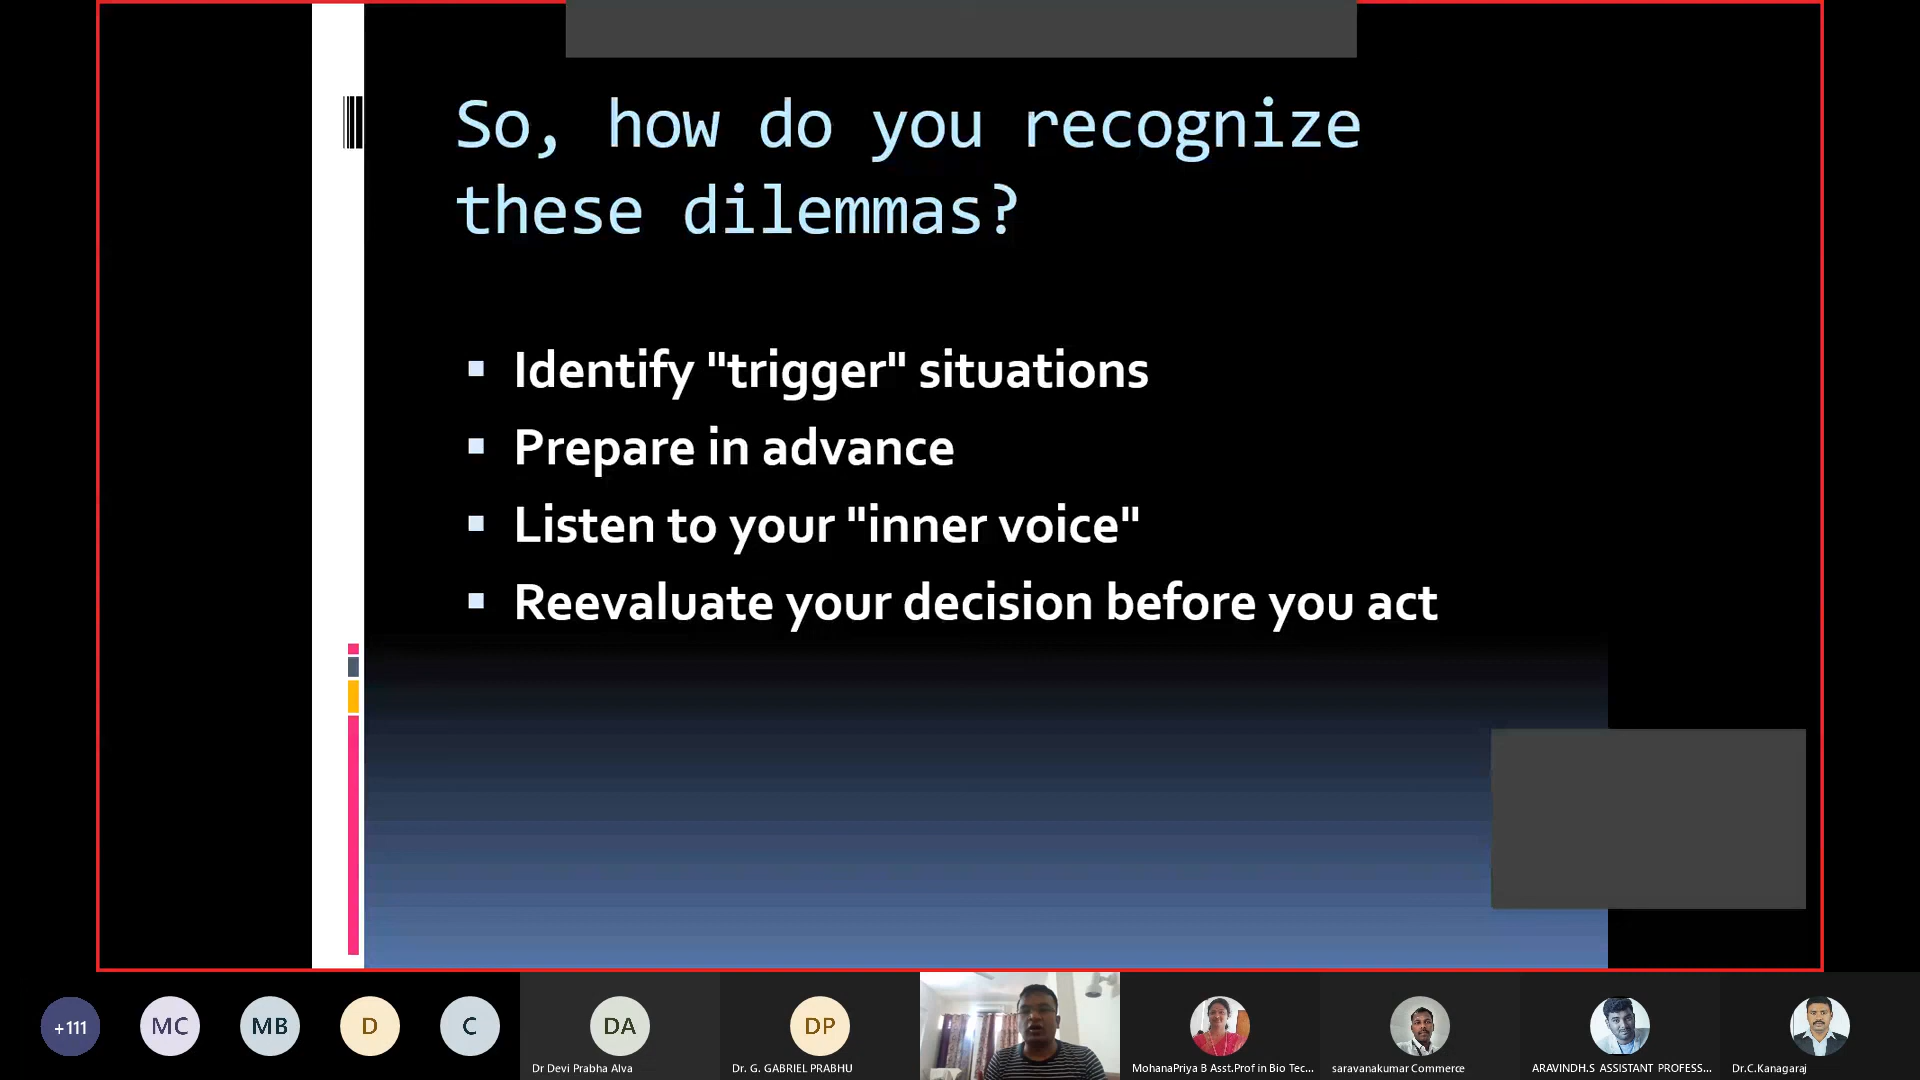 So, how do you recognize
these dilemmas?
Identify "trigger" situations
Prepare in advance
Listen to your "inner voice"
Reevaluate your decision before you act
+111
MC
MB
D
C
DA
Dr Devi Prabha Alva
DP
Dr. G. GABRIEL PRABHU
MohanaPriya B Asst.Prof in Bio Tec...
saravanakumar Commerce
ARAVINDH.S ASSISTANT PROFESS...
Dr.C.Kanagaraj